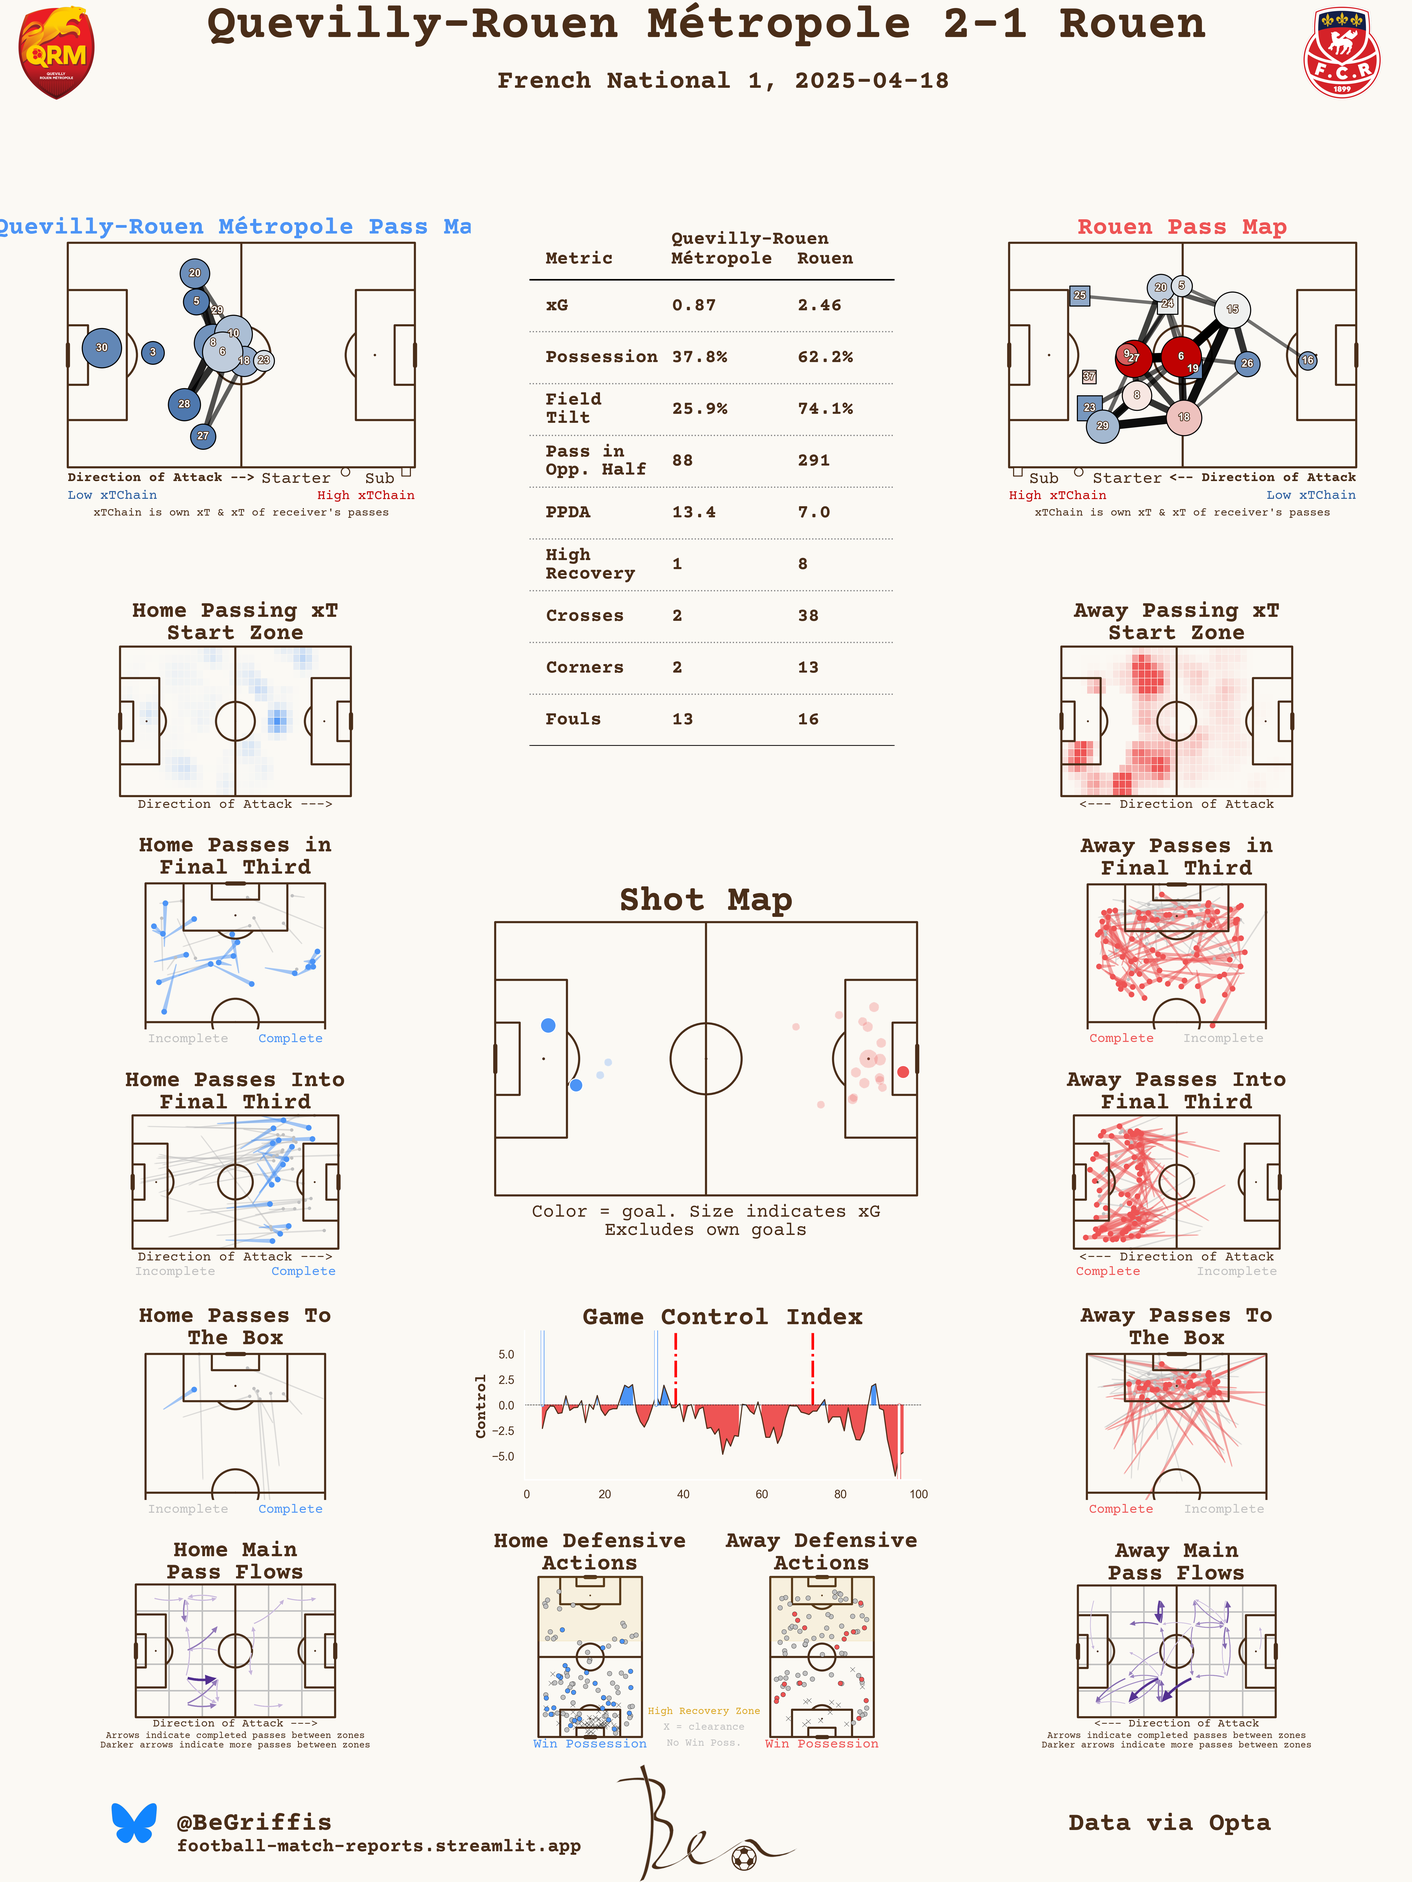 Quevilly-Rouen Métropole 2-1 Rouen
French National 1, 2025-04-18
QRM
QUEVILLY
ROUEN MÉTROPOLE
F.C.R
1899
Quevilly-Rouen Métropole Pass Ma
20
5
29
8
10
6
18
23
30
3
28
27
Direction of Attack --> Starter Sub
Low xTChain High xTChain
xTChain is own xT & xT of receiver's passes
Metric Quevilly-Rouen Métropole Rouen
xG 0.87 2.46
Possession 37.8% 62.2%
Field Tilt 25.9% 74.1%
Pass in Opp. Half 88 291
PPDA 13.4 7.0
High Recovery 1 8
Crosses 2 38
Corners 2 13
Fouls 13 16
Rouen Pass Map
25
20
5
24
15
9
27
6
19
26
16
37
8
23
29
18
Sub Starter <-- Direction of Attack
High xTChain Low xTChain
xTChain is own xT & xT of receiver's passes
Home Passing xT
Start Zone
Direction of Attack --->
Away Passing xT
Start Zone
<--- Direction of Attack
Home Passes in
Final Third
Incomplete Complete
Shot Map
Color = goal. Size indicates xG
Excludes own goals
Away Passes in
Final Third
Complete Incomplete
Home Passes Into
Final Third
Direction of Attack --->
Incomplete Complete
Away Passes Into
Final Third
<--- Direction of Attack
Complete Incomplete
Home Passes To
The Box
Incomplete Complete
Game Control Index
Control
5.0
2.5
0.0
−2.5
−5.0
0 20 40 60 80 100
Away Passes To
The Box
Complete Incomplete
Home Main
Pass Flows
Direction of Attack --->
Arrows indicate completed passes between zones
Darker arrows indicate more passes between zones
Home Defensive
Actions
Win Possession
High Recovery Zone
X = clearance
No Win Poss.
Away Defensive
Actions
Win Possession
Away Main
Pass Flows
<--- Direction of Attack
Arrows indicate completed passes between zones
Darker arrows indicate more passes between zones
@BeGriffis
football-match-reports.streamlit.app
Ben
Data via Opta